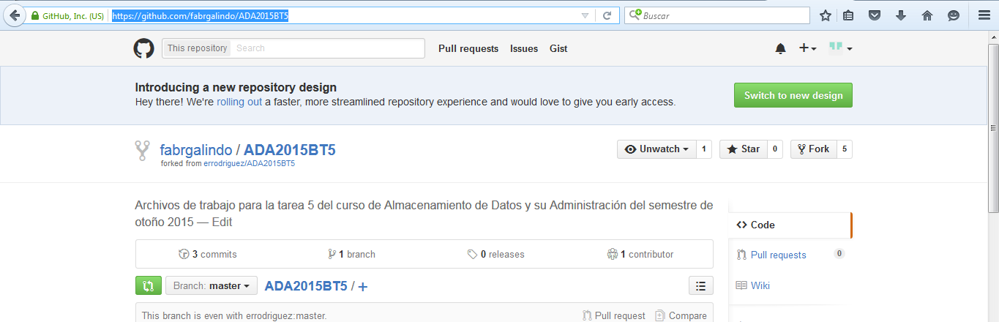 GitHub, Inc. (US) https://github.com/fabrgalindo/ADA2015BT5 Buscar
This repository Search Pull requests Issues Gist
Introducing a new repository design
Hey there! We're rolling out a faster, more streamlined repository experience and would love to give you early access.
Switch to new design
fabrgalindo / ADA2015BT5
forked from errodriguez/ADA2015BT5
Unwatch 1 Star 0 Fork 5
Archivos de trabajo para la tarea 5 del curso de Almacenamiento de Datos y su Administración del semestre de
otoño 2015 — Edit
Code
3 commits 1 branch 0 releases 1 contributor
Pull requests 0
Branch: master ADA2015BT5 / +
Wiki
This branch is even with errodriguez:master. Pull request Compare